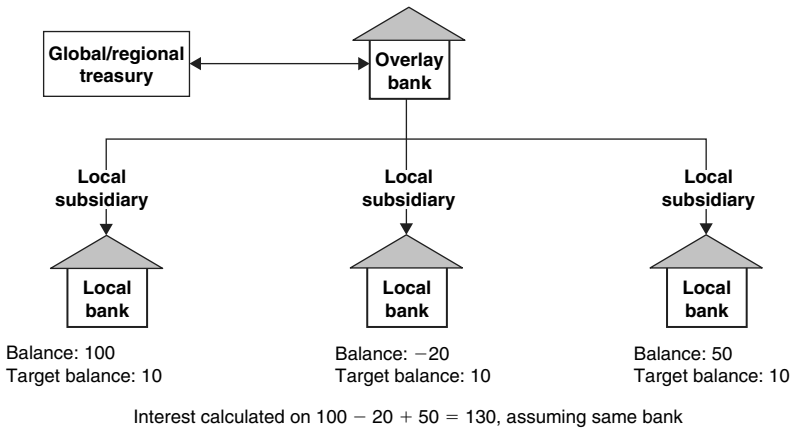 Global/regional
treasury
Overlay
bank
Local
subsidiary
Local
subsidiary
Local
subsidiary
Local
bank
Local
bank
Local
bank
Balance: 100
Target balance: 10
Balance: −20
Target balance: 10
Balance: 50
Target balance: 10
Interest calculated on 100 − 20 + 50 = 130, assuming same bank